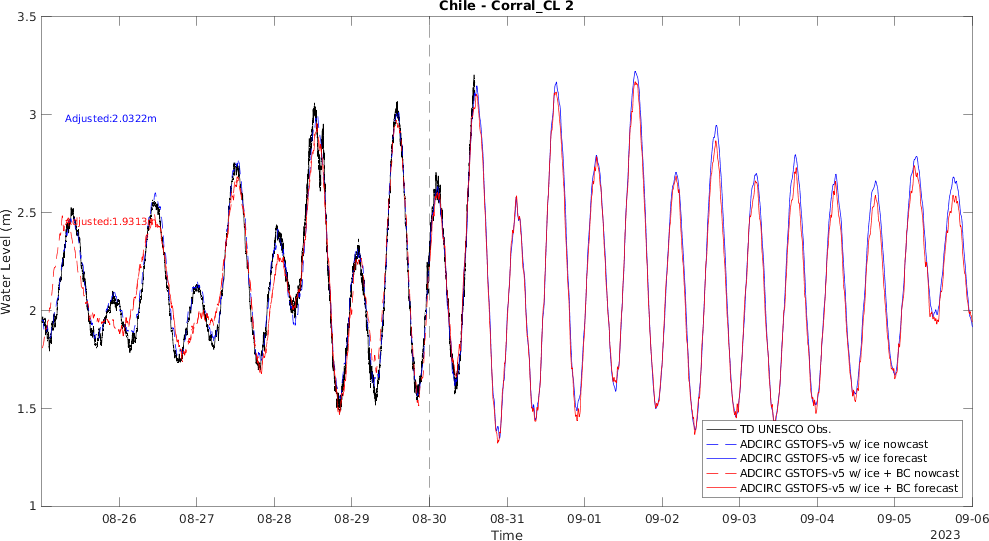 Chile - Corral_CL 2
Water Level (m)
3.5
3
2.5
2
1.5
1
Adjusted:2.0322m
Adjusted:1.9313m
TD UNESCO Obs.
ADCIRC GSTOFS-v5 w/ ice nowcast
ADCIRC GSTOFS-v5 w/ ice forecast
ADCIRC GSTOFS-v5 w/ ice + BC nowcast
ADCIRC GSTOFS-v5 w/ ice + BC forecast
08-26 08-27 08-28 08-29 08-30 08-31 09-01 09-02 09-03 09-04 09-05 09-06
Time
2023